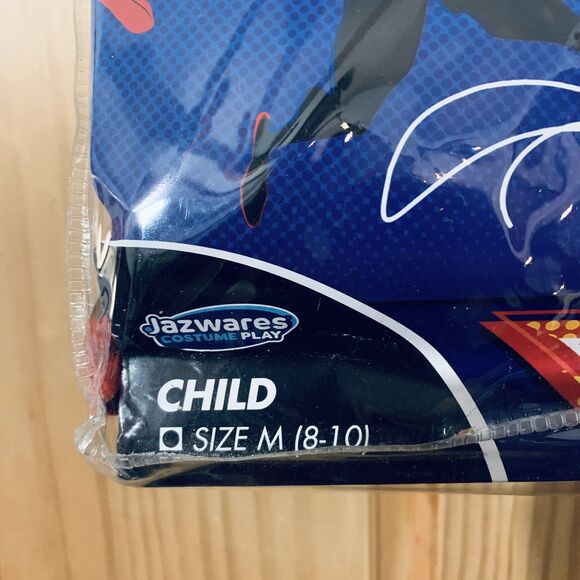 Jazwares
COSTUME PLAY
CHILD
SIZE M (8-10)